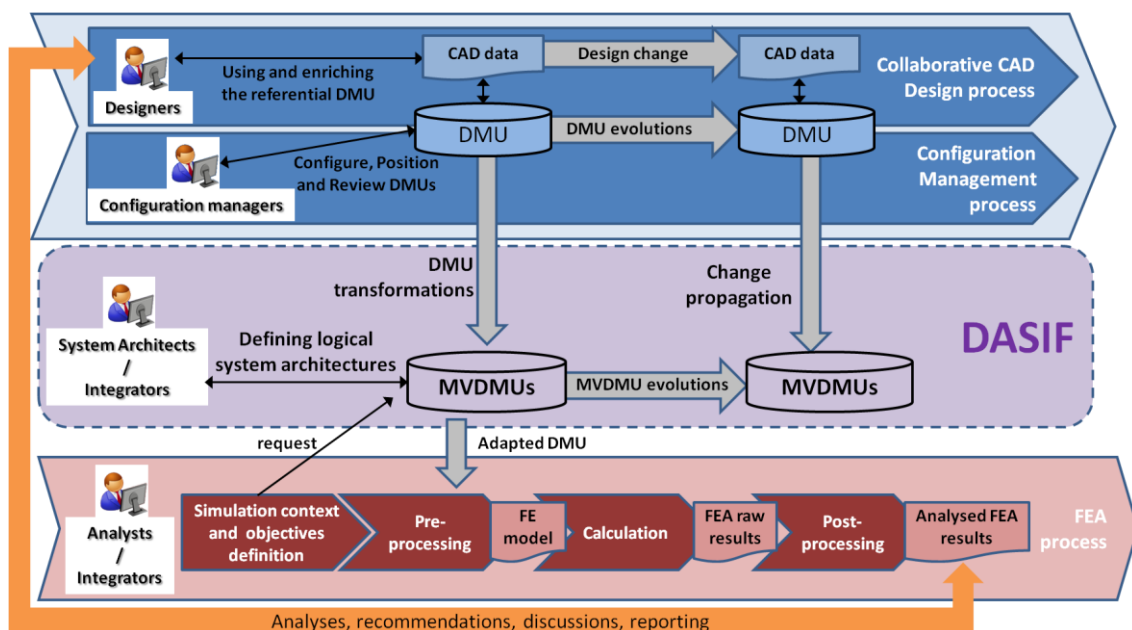 CAD data
Design change
CAD data
Collaborative CAD
Design process
Using and enriching
the referential DMU
Designers
DMU
DMU evolutions
DMU
Configure, Position
and Review DMUs
Configuration managers
Configuration
Management
process
DMU
transformations
Change
propagation
DASIF
System Architects
/
Integrators
Defining logical
system architectures
MVDMUs
MVDMU evolutions
MVDMUs
request
Adapted DMU
Analysts
/
Integrators
Simulation context
and objectives
definition
Pre-
processing
FE
model
Calculation
FEA raw
results
Post-
processing
Analysed FEA
results
FEA
process
Analyses, recommendations, discussions, reporting